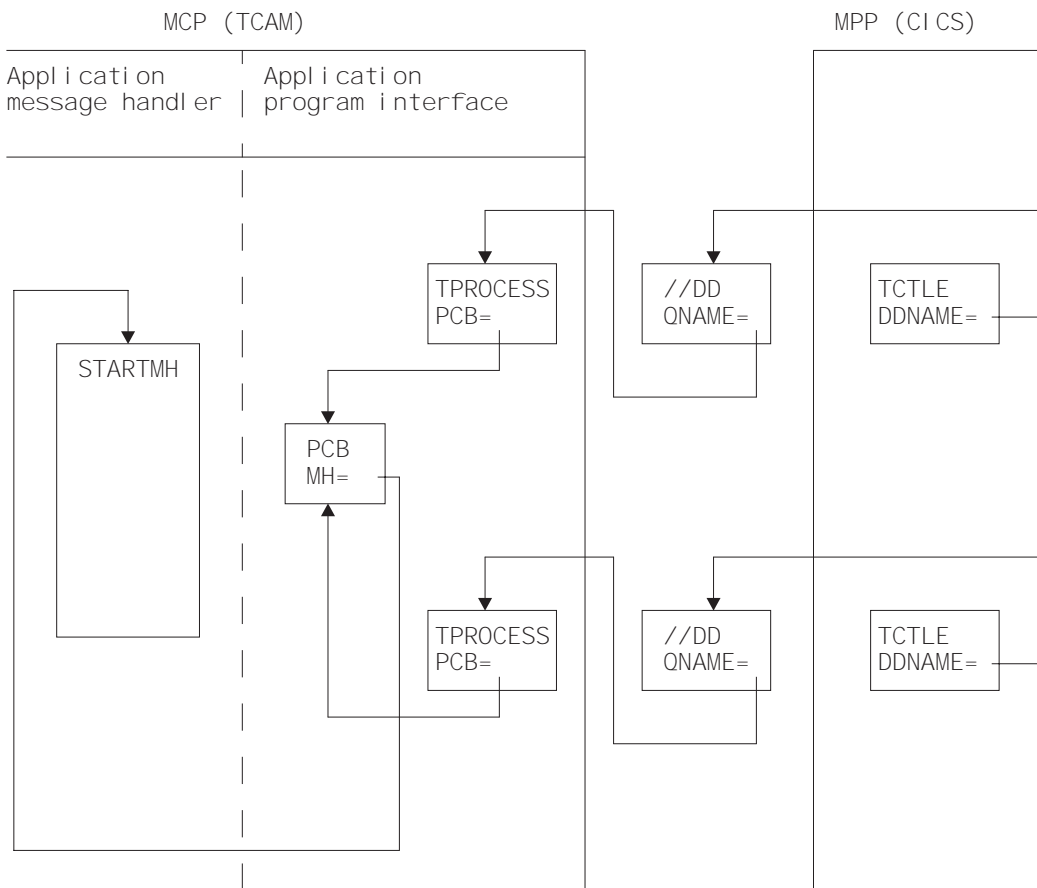 MCP (TCAM)
MPP (CICS)
Application
message handler
Application
program interface
TPROCESS
PCB=
//DD
QNAME=
TCTLE
DDNAME=
STARTMH
PCB
MH=
TPROCESS
PCB=
//DD
QNAME=
TCTLE
DDNAME=